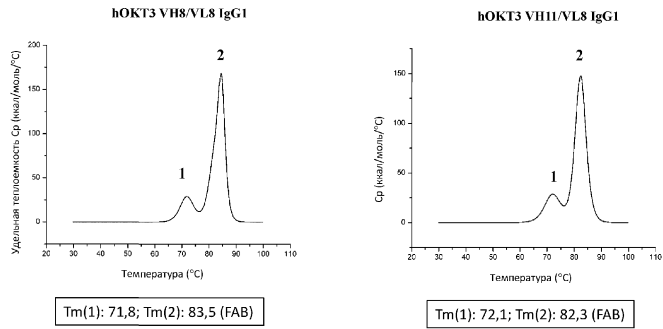 hOKT3 VH8/VL8 IgG1
Удельная теплоемкость Cp (ккал/моль/°C)
200
150
100
50
0
1
2
20 30 40 50 60 70 80 90 100 110
Температура (°C)
Tm(1): 71,8; Tm(2): 83,5 (FAB)
hOKT3 VH11/VL8 IgG1
Cp (ккал/моль/°C)
150
100
50
0
1
2
20 30 40 50 60 70 80 90 100 110
Температура (°C)
Tm(1): 72,1; Tm(2): 82,3 (FAB)